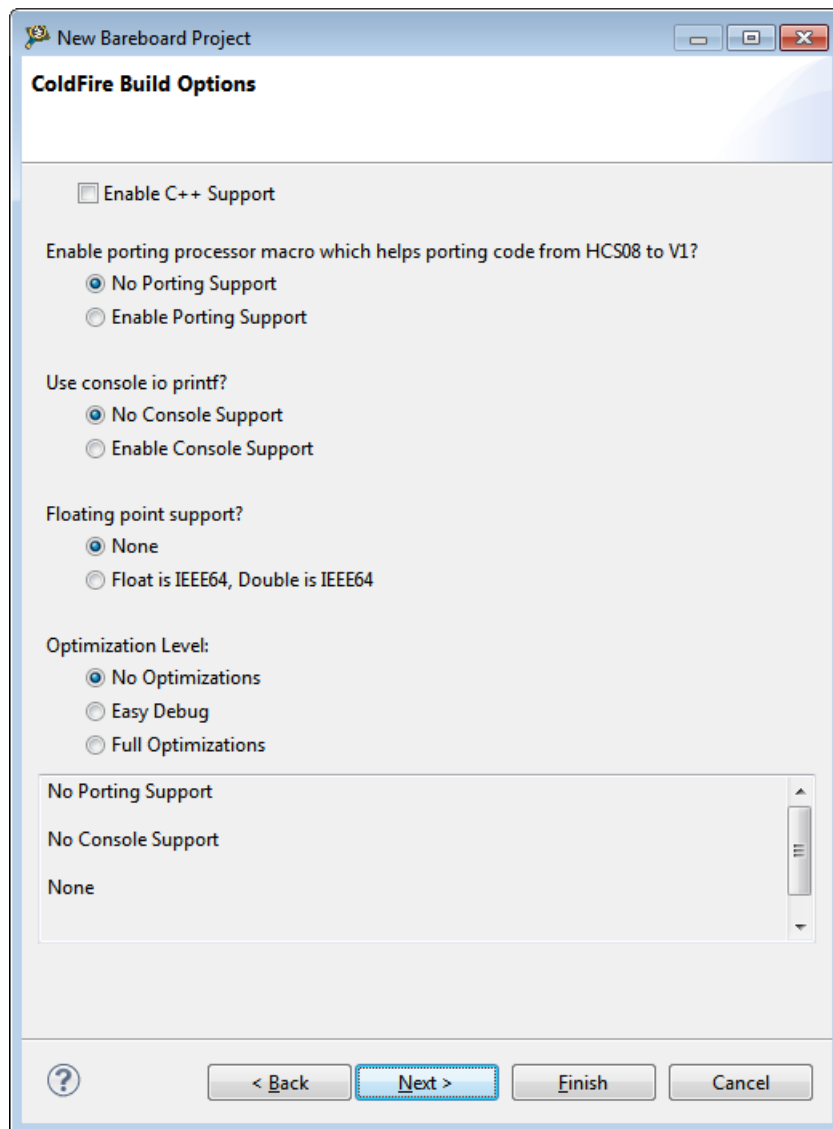 New Bareboard Project
ColdFire Build Options
Enable C++ Support
Enable porting processor macro which helps porting code from HCS08 to V1?
No Porting Support
Enable Porting Support
Use console io printf?
No Console Support
Enable Console Support
Floating point support?
None
Float is IEEE64, Double is IEEE64
Optimization Level:
No Optimizations
Easy Debug
Full Optimizations
No Porting Support
No Console Support
None
? < Back Next > Finish Cancel